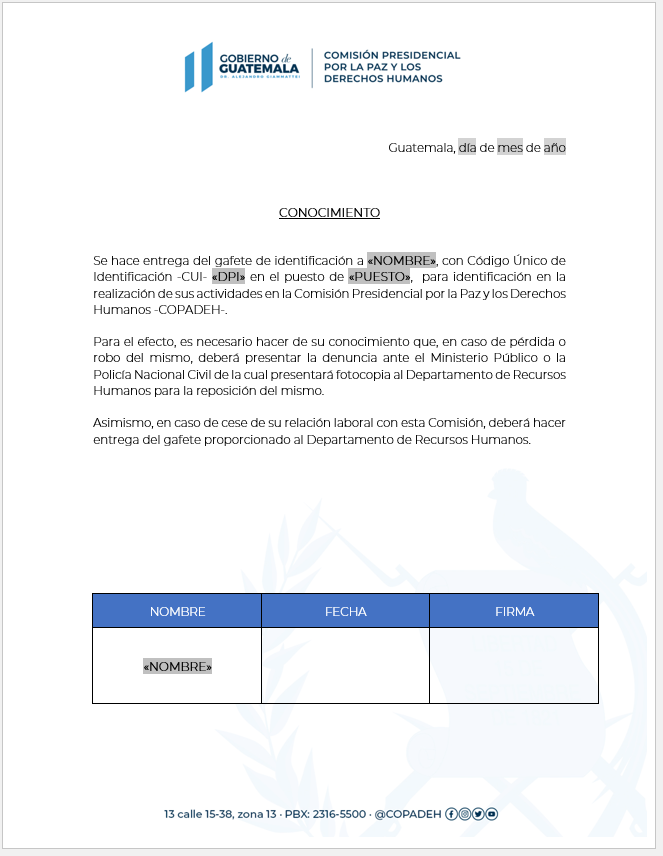 GOBIERNO de
GUATEMALA
DR. ALEJANDRO GIAMMATTEI
COMISIÓN PRESIDENCIAL
POR LA PAZ Y LOS
DERECHOS HUMANOS
Guatemala, día de mes de año
CONOCIMIENTO
Se hace entrega del gafete de identificación a «NOMBRE», con Código Único de
Identificación -CUI- «DPI» en el puesto de «PUESTO», para identificación en la
realización de sus actividades en la Comisión Presidencial por la Paz y los Derechos
Humanos -COPADEH-.
Para el efecto, es necesario hacer de su conocimiento que, en caso de pérdida o
robo del mismo, deberá presentar la denuncia ante el Ministerio Público o la
Policía Nacional Civil de la cual presentará fotocopia al Departamento de Recursos
Humanos para la reposición del mismo.
Asimismo, en caso de cese de su relación laboral con esta Comisión, deberá hacer
entrega del gafete proporcionado al Departamento de Recursos Humanos.
NOMBRE FECHA FIRMA
«NOMBRE»
13 calle 15-38, zona 13 · PBX: 2316-5500 · @COPADEH